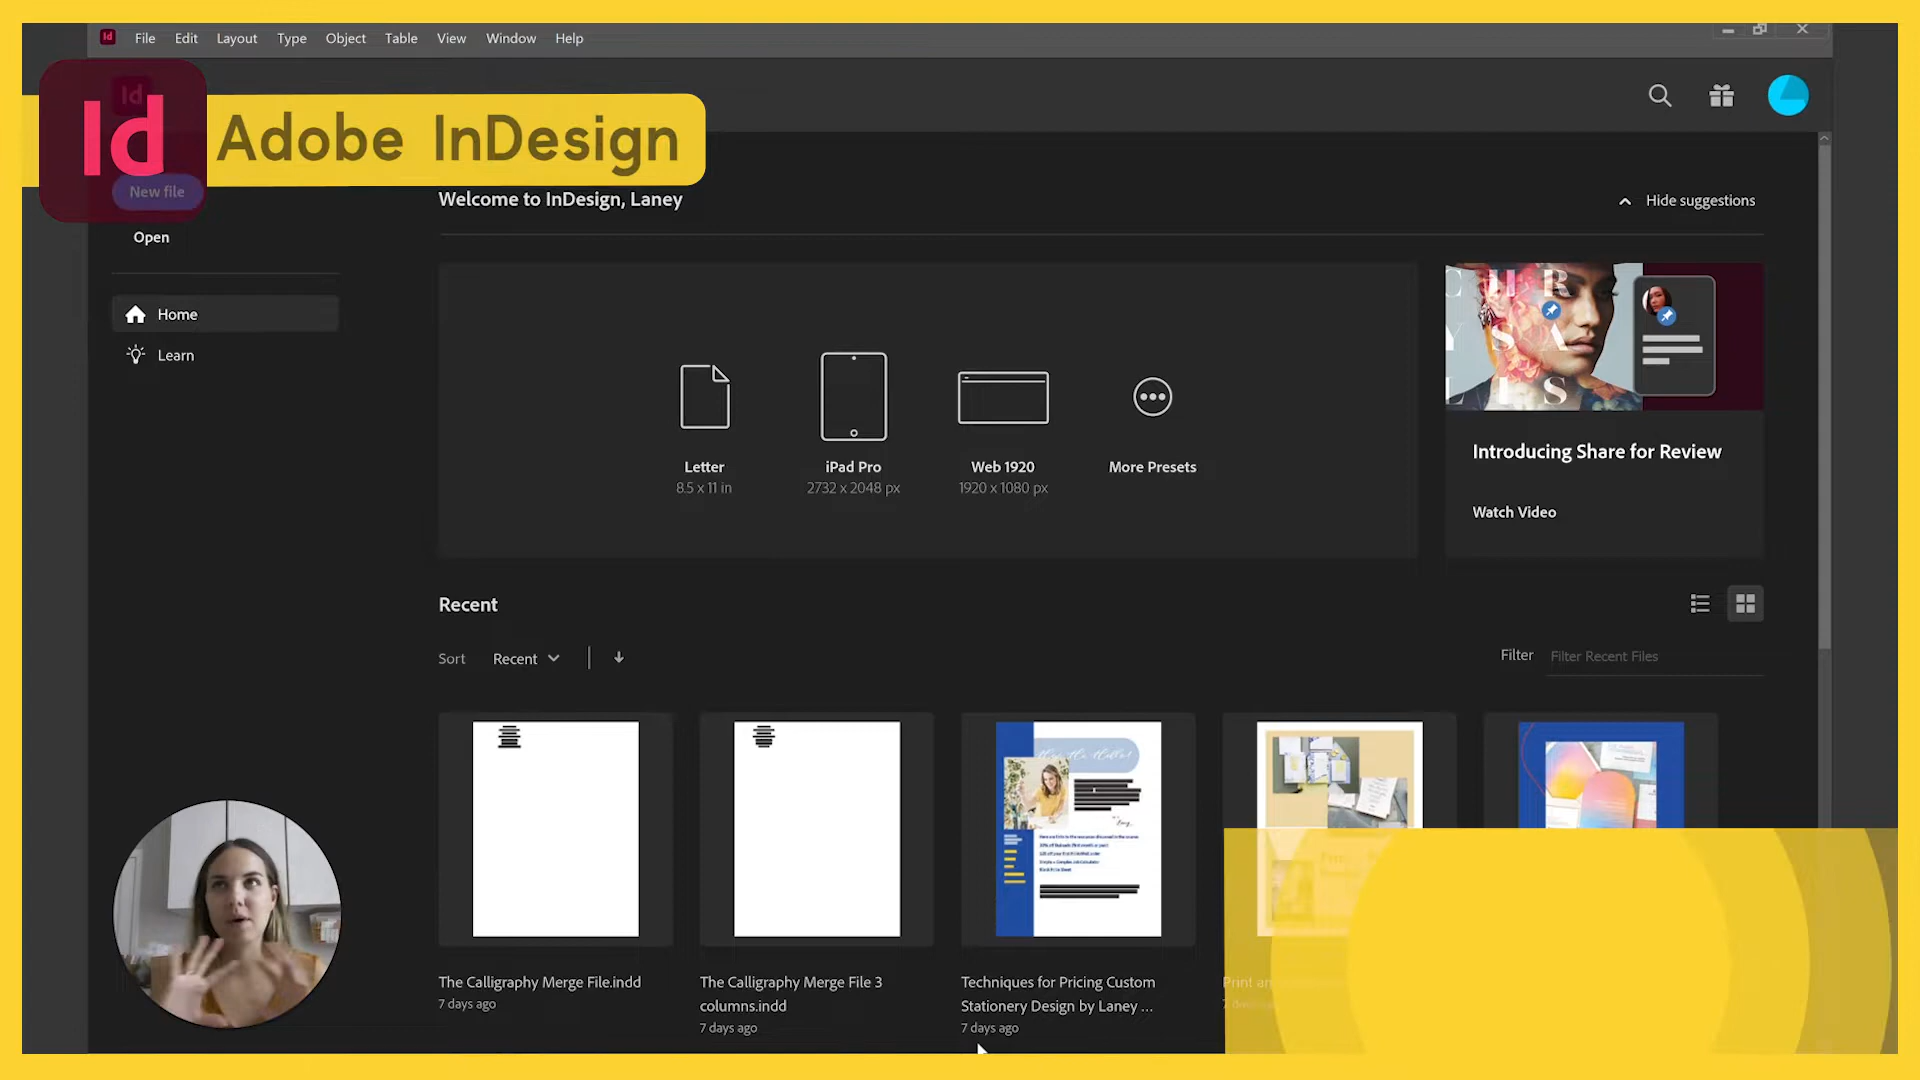 Id
File Edit Layout Type Object Table View Window Help
Id
Id
Adobe InDesign
New file
Open
Home
Learn
Welcome to InDesign, Laney
Hide suggestions
Letter
8.5 x 11 in
iPad Pro
2732 x 2048 px
Web 1920
1920 x 1080 px
More Presets
Introducing Share for Review
Watch Video
Recent
Sort Recent
Filter Filter Recent Files
The Calligraphy Merge File.indd
7 days ago
The Calligraphy Merge File 3
columns.indd
7 days ago
Techniques for Pricing Custom
Stationery Design by Laney ...
7 days ago